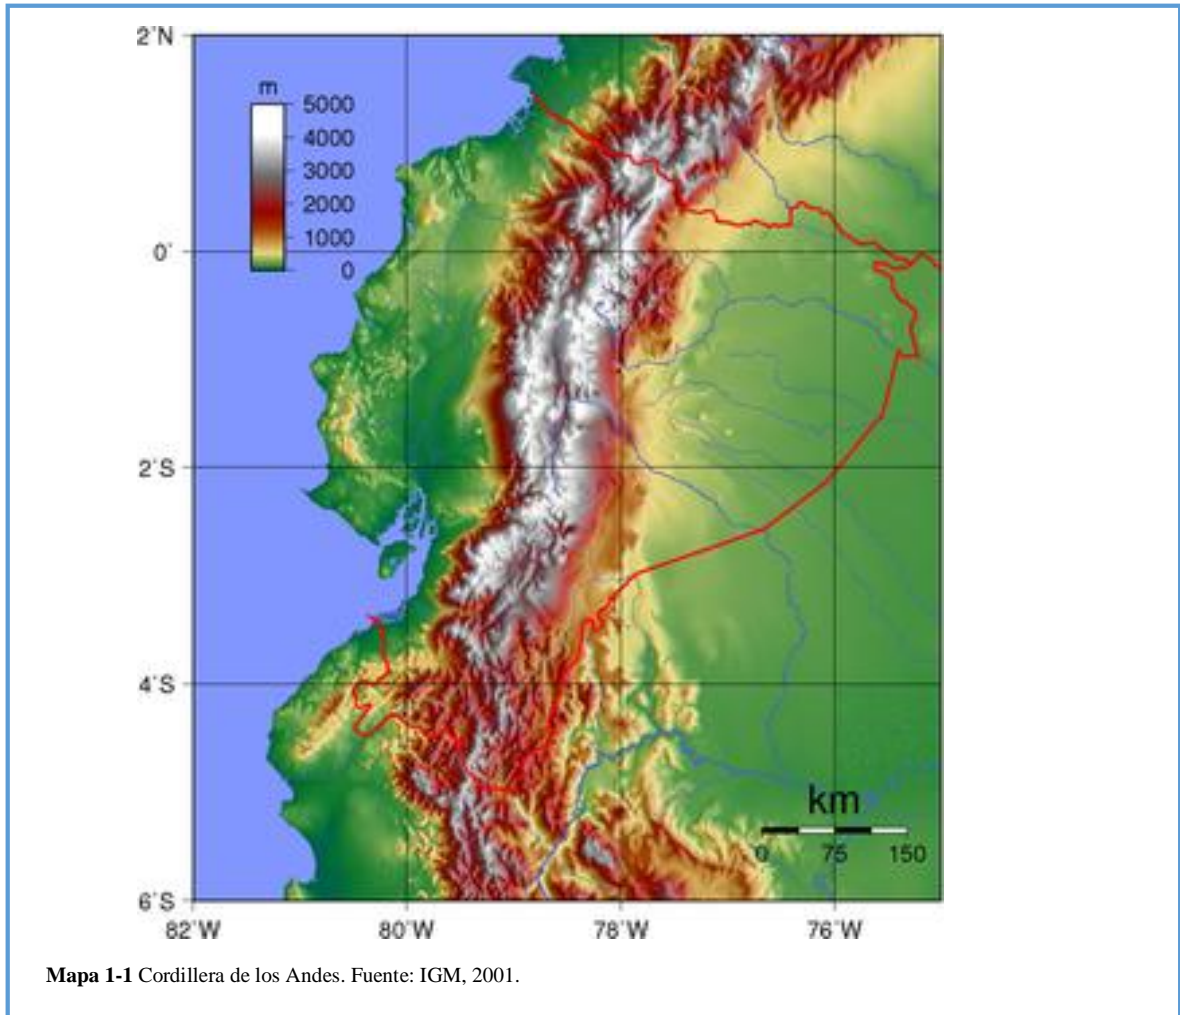 2°N
m
5000
4000
3000
2000
1000
0
0°
2°S
4°S
km
0 75 150
6°S
82°W 80°W 78°W 76°W
Mapa 1-1 Cordillera de los Andes. Fuente: IGM, 2001.